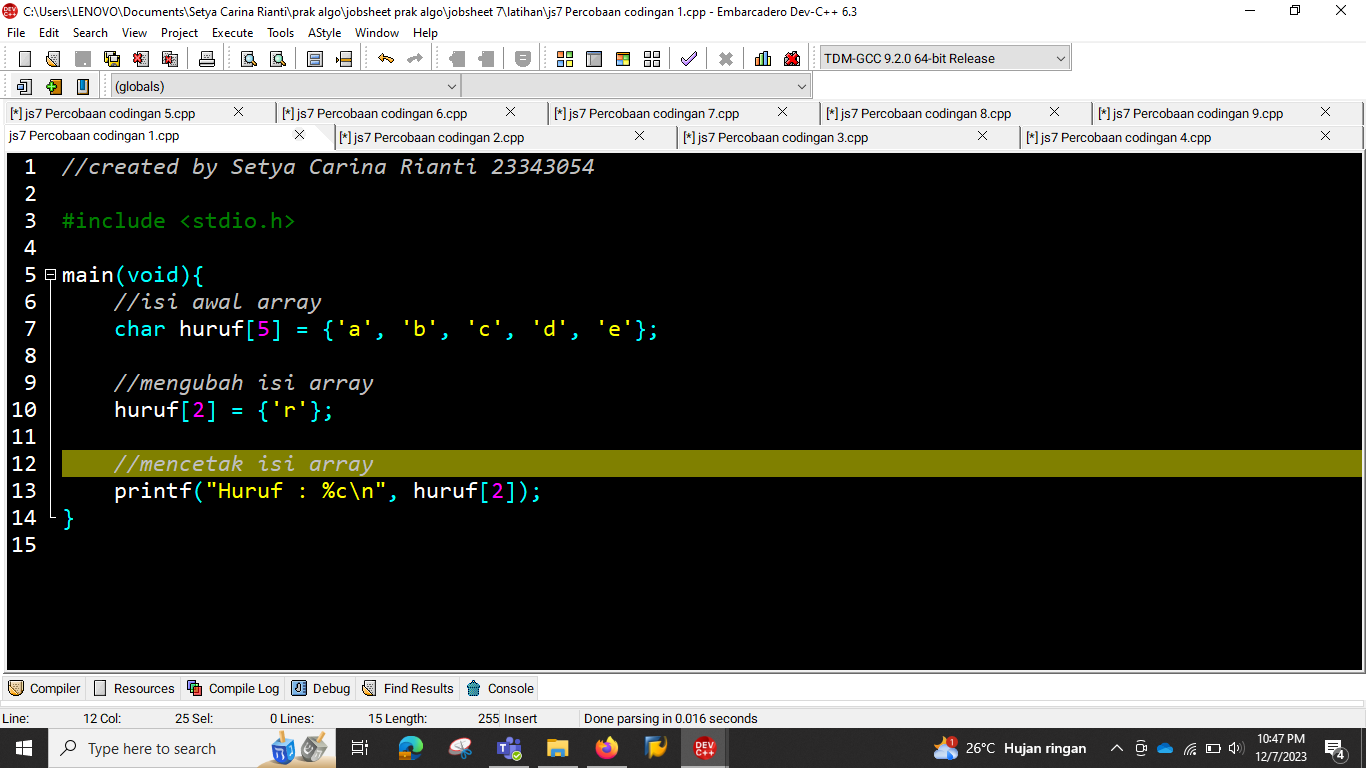 C:\Users\LENOVO\Documents\Setya Carina Rianti\prak algo\jobsheet prak algo\jobsheet 7\latihan\js7 Percobaan codingan 1.cpp - Embarcadero Dev-C++ 6.3
File Edit Search View Project Execute Tools AStyle Window Help
TDM-GCC 9.2.0 64-bit Release
(globals)
[*] js7 Percobaan codingan 5.cpp [*] js7 Percobaan codingan 6.cpp [*] js7 Percobaan codingan 7.cpp [*] js7 Percobaan codingan 8.cpp [*] js7 Percobaan codingan 9.cpp
js7 Percobaan codingan 1.cpp [*] js7 Percobaan codingan 2.cpp [*] js7 Percobaan codingan 3.cpp [*] js7 Percobaan codingan 4.cpp
1 //created by Setya Carina Rianti 23343054
2
3 #include <stdio.h>
4
5 main(void){
6 //isi awal array
7 char huruf[5] = {'a', 'b', 'c', 'd', 'e'};
8
9 //mengubah isi array
10 huruf[2] = {'r'};
11
12 //mencetak isi array
13 printf("Huruf : %c\n", huruf[2]);
14 }
15
Compiler Resources Compile Log Debug Find Results Console
Line: 12 Col: 25 Sel: 0 Lines: 15 Length: 255 Insert Done parsing in 0.016 seconds
Type here to search
DEV C++
1
26°C Hujan ringan
10:47 PM
12/7/2023
4